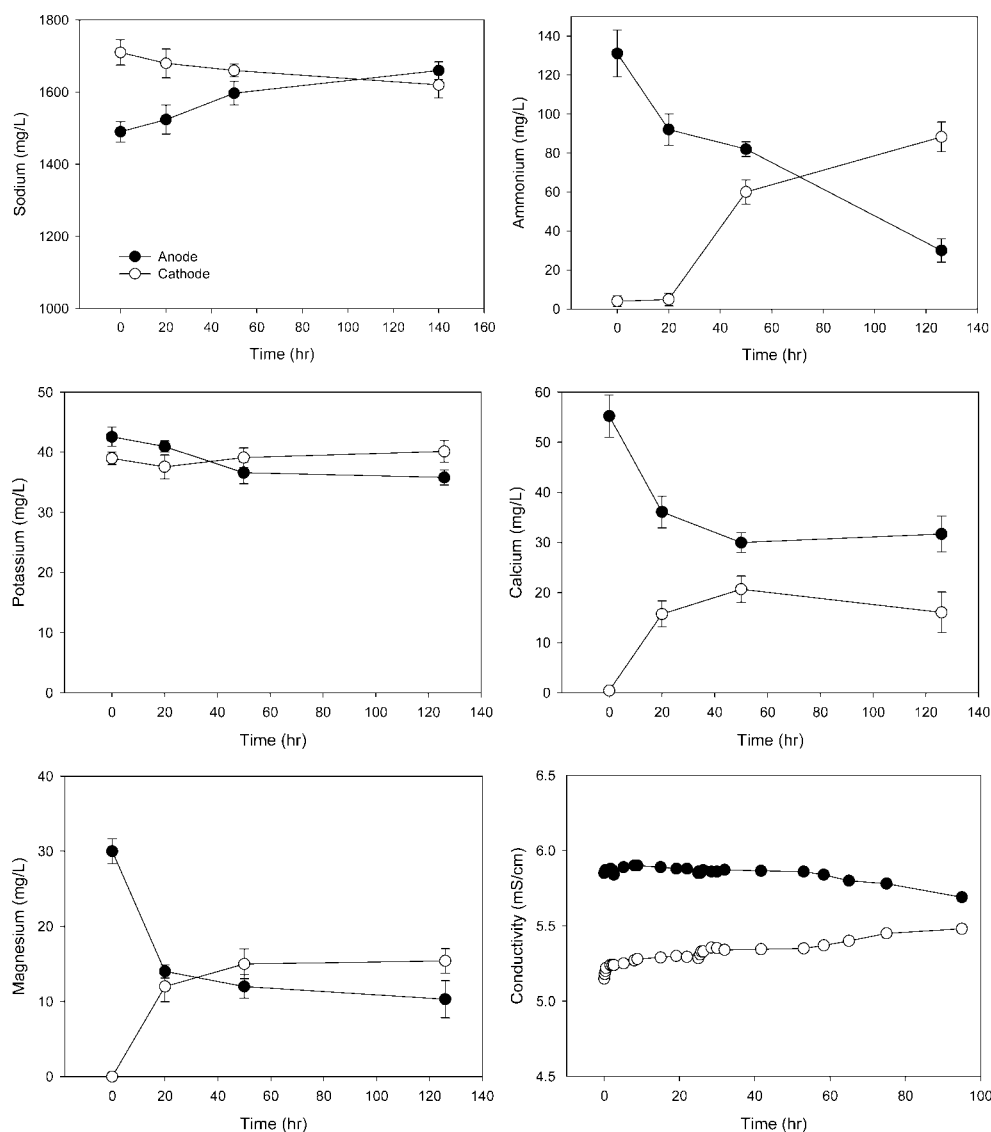 1800
1600
1400
1200
1000
Sodium (mg/L)
Anode
Cathode
0 20 40 60 80 100 120 140 160
Time (hr)
140
120
100
80
60
40
20
0
Ammonium (mg/L)
0 20 40 60 80 100 120 140
Time (hr)
50
40
30
20
10
0
Potassium (mg/L)
0 20 40 60 80 100 120 140
Time (hr)
60
50
40
30
20
10
0
Calcium (mg/L)
0 20 40 60 80 100 120 140
Time (hr)
40
30
20
10
0
Magnesium (mg/L)
0 20 40 60 80 100 120 140
Time (hr)
6.5
6.0
5.5
5.0
4.5
Conductivity (mS/cm)
0 20 40 60 80 100
Time (hr)